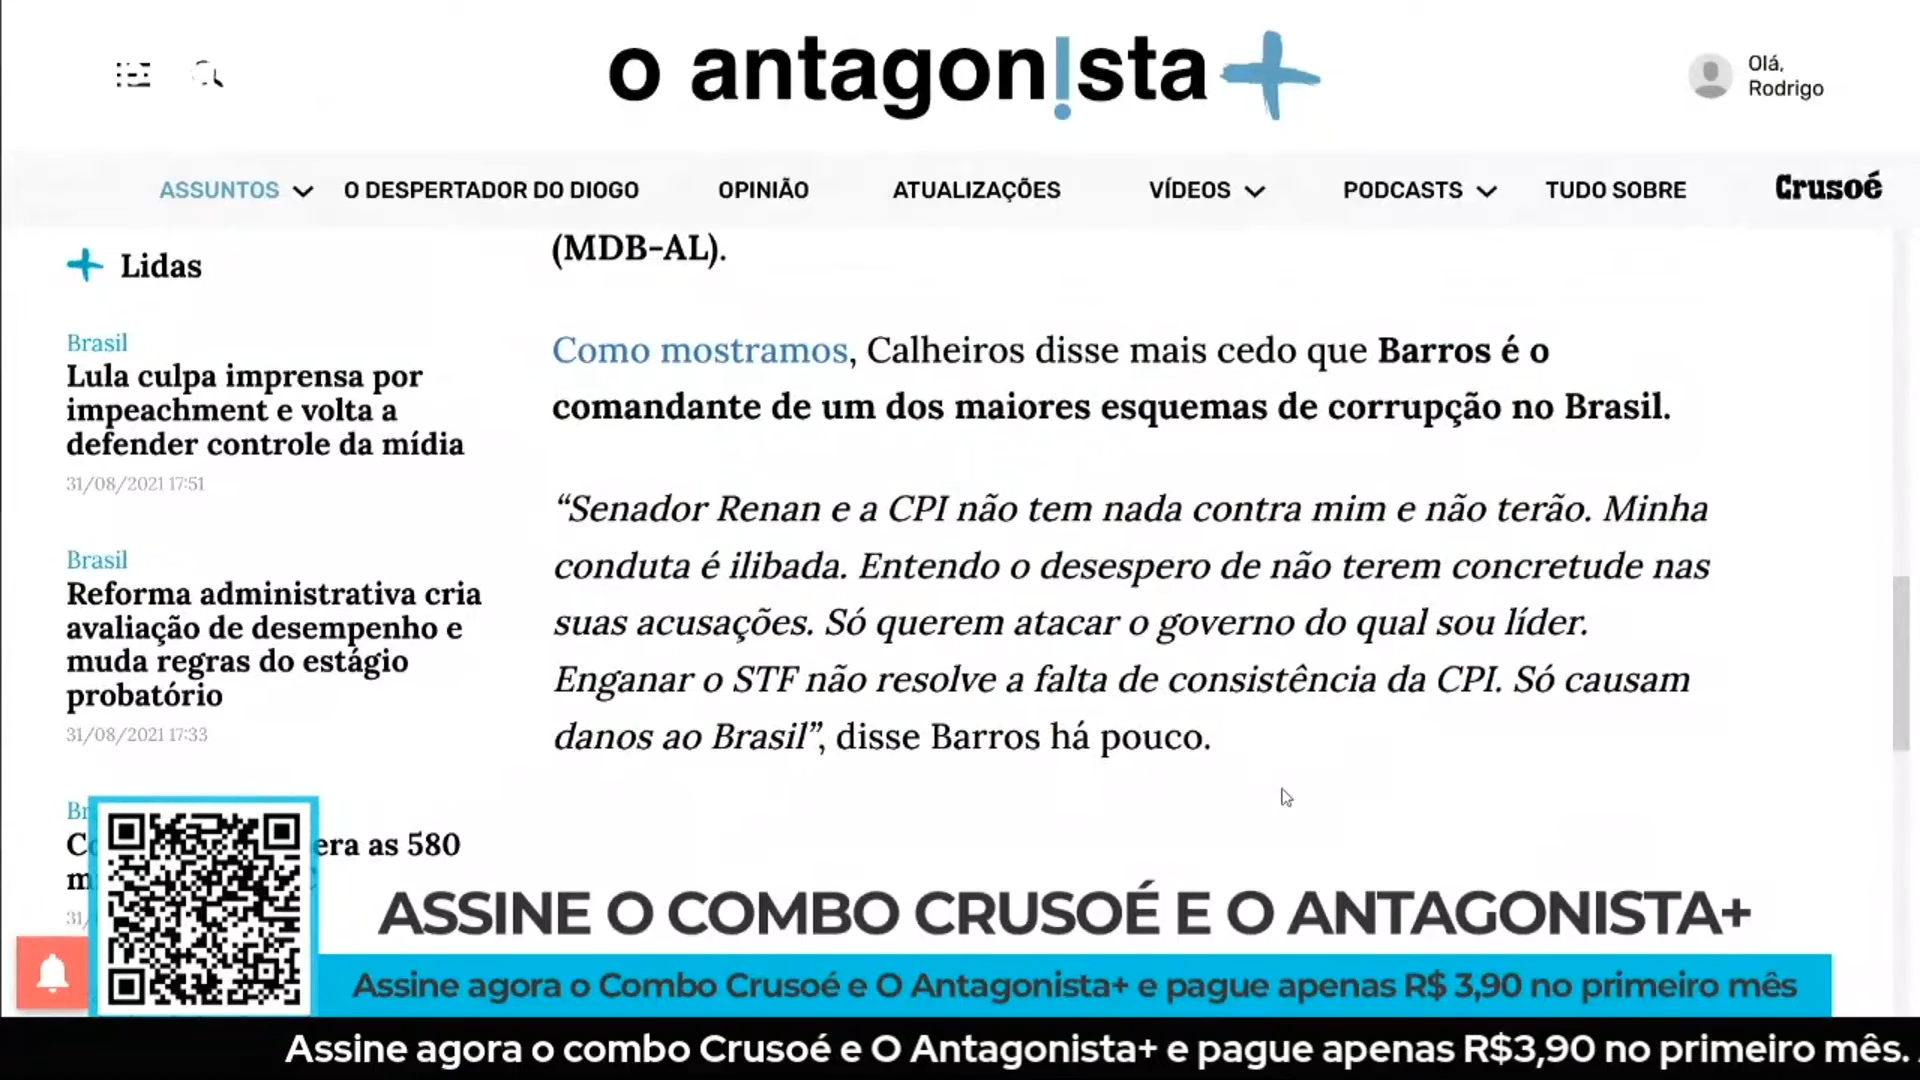 o antagon!sta+
Olá,
Rodrigo
ASSUNTOS
O DESPERTADOR DO DIOGO
OPINIÃO
ATUALIZAÇÕES
VÍDEOS
PODCASTS
TUDO SOBRE
Crusoé
+ Lidas
Brasil
Lula culpa imprensa por
impeachment e volta a
defender controle da mídia
31/08/2021 17:51
Brasil
Reforma administrativa cria
avaliação de desempenho e
muda regras do estágio
probatório
31/08/2021 17:33
as 580
(MDB-AL).
Como mostramos, Calheiros disse mais cedo que Barros é o
comandante de um dos maiores esquemas de corrupção no Brasil.
“Senador Renan e a CPI não tem nada contra mim e não terão. Minha
conduta é ilibada. Entendo o desespero de não terem concretude nas
suas acusações. Só querem atacar o governo do qual sou líder.
Enganar o STF não resolve a falta de consistência da CPI. Só causam
danos ao Brasil”, disse Barros há pouco.
ASSINE O COMBO CRUSOÉ E O ANTAGONISTA+
Assine agora o Combo Crusoé e O Antagonista+ e pague apenas R$ 3,90 no primeiro mês
Assine agora o combo Crusoé e O Antagonista+ e pague apenas R$3,90 no primeiro mês.